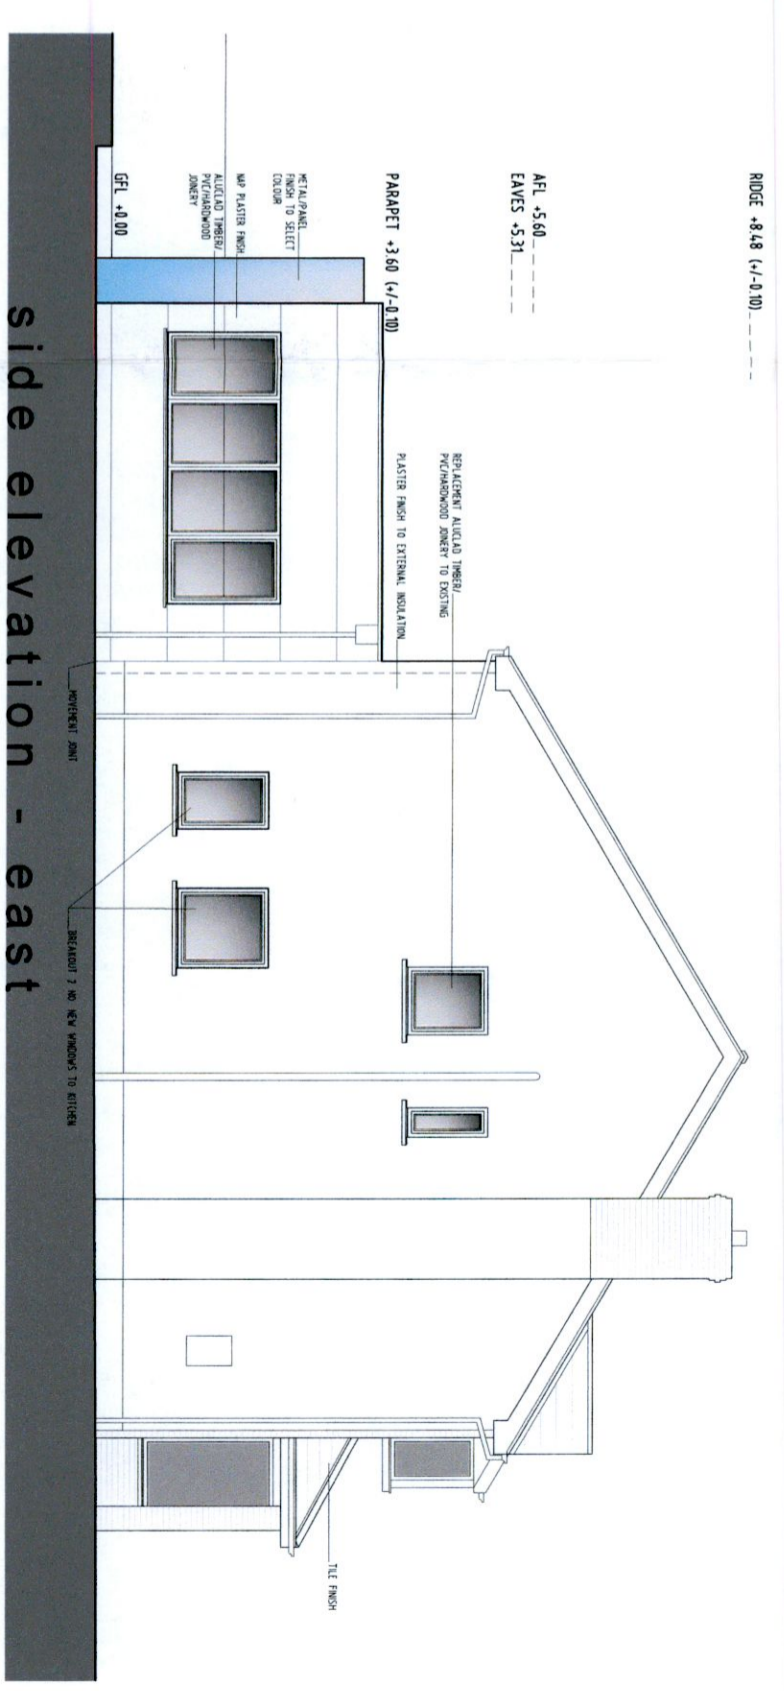 RIDGE +8.48 (+/-0.10)
AFL +5.60
EAVES +5.31
PARAPET +3.60 (+/-0.10)
REPLACEMENT ALUCLAD TIMBER/
PVC/HARDWOOD JOINERY TO EXISTING
PLASTER FINISH TO EXTERNAL INSULATION
METAL/PANEL
FINISH TO SELECT
COLOUR
NAP PLASTER FINISH
ALUCLAD TIMBER/
PVC/HARDWOOD
JOINERY
GFL +0.00
TILE FINISH
MOVEMENT JOINT
BREAKOUT 2 NO. NEW WINDOWS TO KITCHEN
side elevation - east